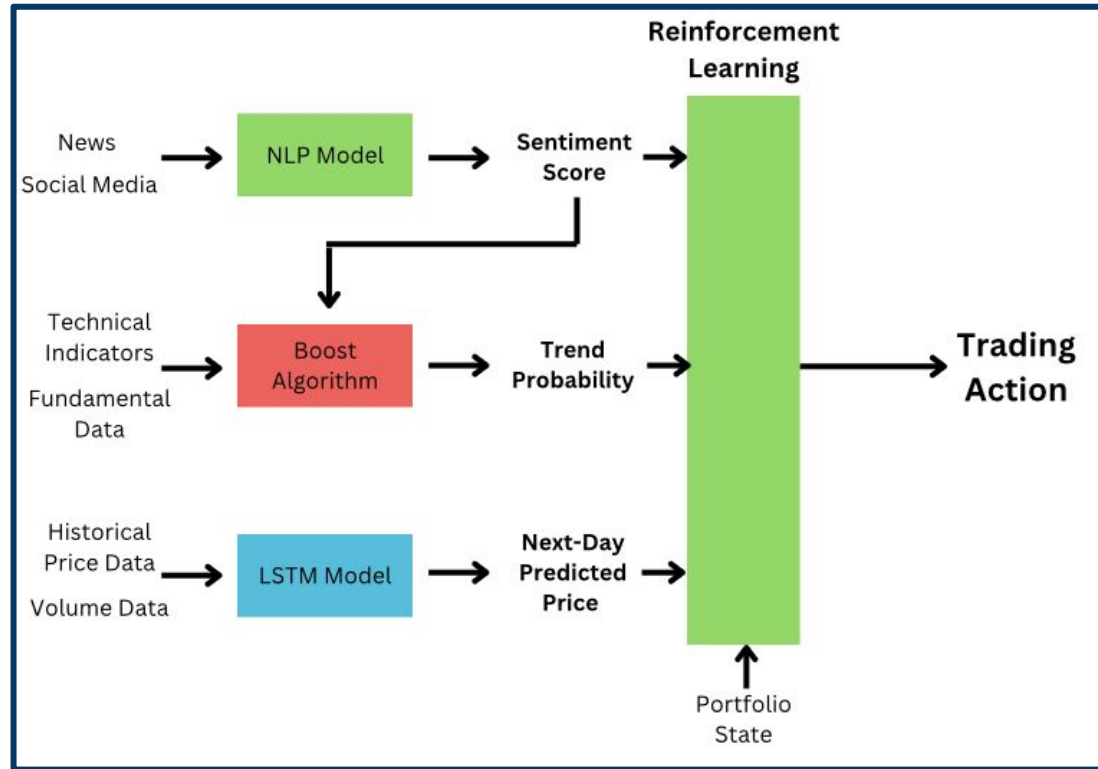 Reinforcement
Learning
News
Social Media
NLP Model
Sentiment
Score
Technical
Indicators
Fundamental
Data
Boost
Algorithm
Trend
Probability
Trading
Action
Historical
Price Data
Volume Data
LSTM Model
Next-Day
Predicted
Price
Portfolio
State